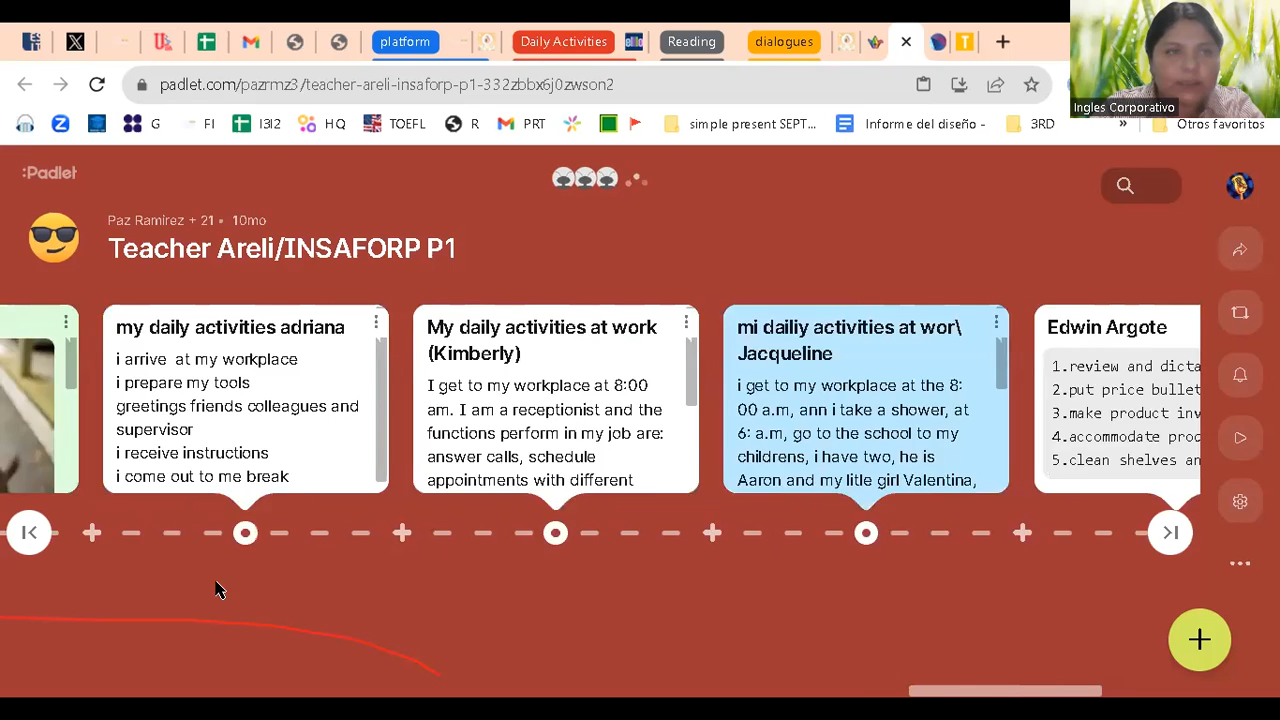 platform
Daily Activities
Reading
dialogues
padlet.com/pazrmz3/teacher-areli-insaforp-p1-332zbbx6j0zwson2
Ingles Corporativo
G
FI
I3I2
HQ
TOEFL
R
PRT
simple present SEPT...
Informe del diseño -
3RD
»
Otros favoritos
:Padlet
Paz Ramirez + 21 • 10mo
Teacher Areli/INSAFORP P1
my daily activities adriana
i arrive at my workplace
i prepare my tools
greetings friends colleagues and
supervisor
i receive instructions
i come out to me break
My daily activities at work
(Kimberly)
I get to my workplace at 8:00
am. I am a receptionist and the
functions perform in my job are:
answer calls, schedule
appointments with different
mi dailiy activities at wor\
Jacqueline
i get to my workplace at the 8:
00 a.m, ann i take a shower, at
6: a.m, go to the school to my
childrens, i have two, he is
Aaron and my litle girl Valentina,
Edwin Argote
1.review and dicta
2.put price bullet
3.make product inv
4.accommodate proc
5.clean shelves an